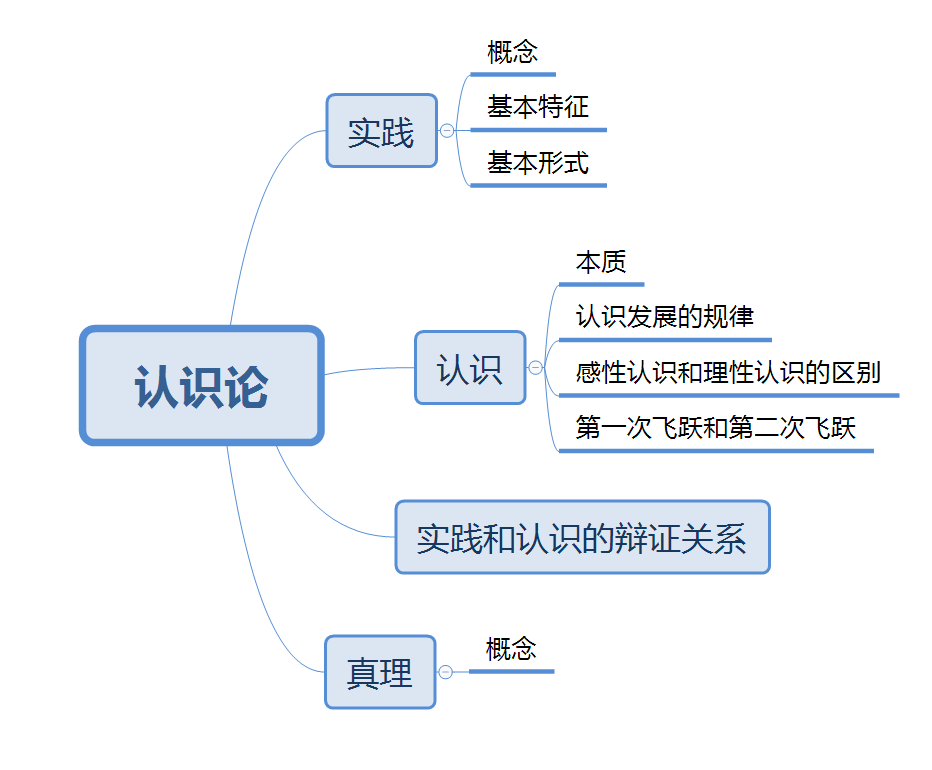 概念
基本特征
实践
基本形式
本质
认识发展的规律
认识
感性认识和理性认识的区别
第一次飞跃和第二次飞跃
认识论
实践和认识的辩证关系
概念
真理